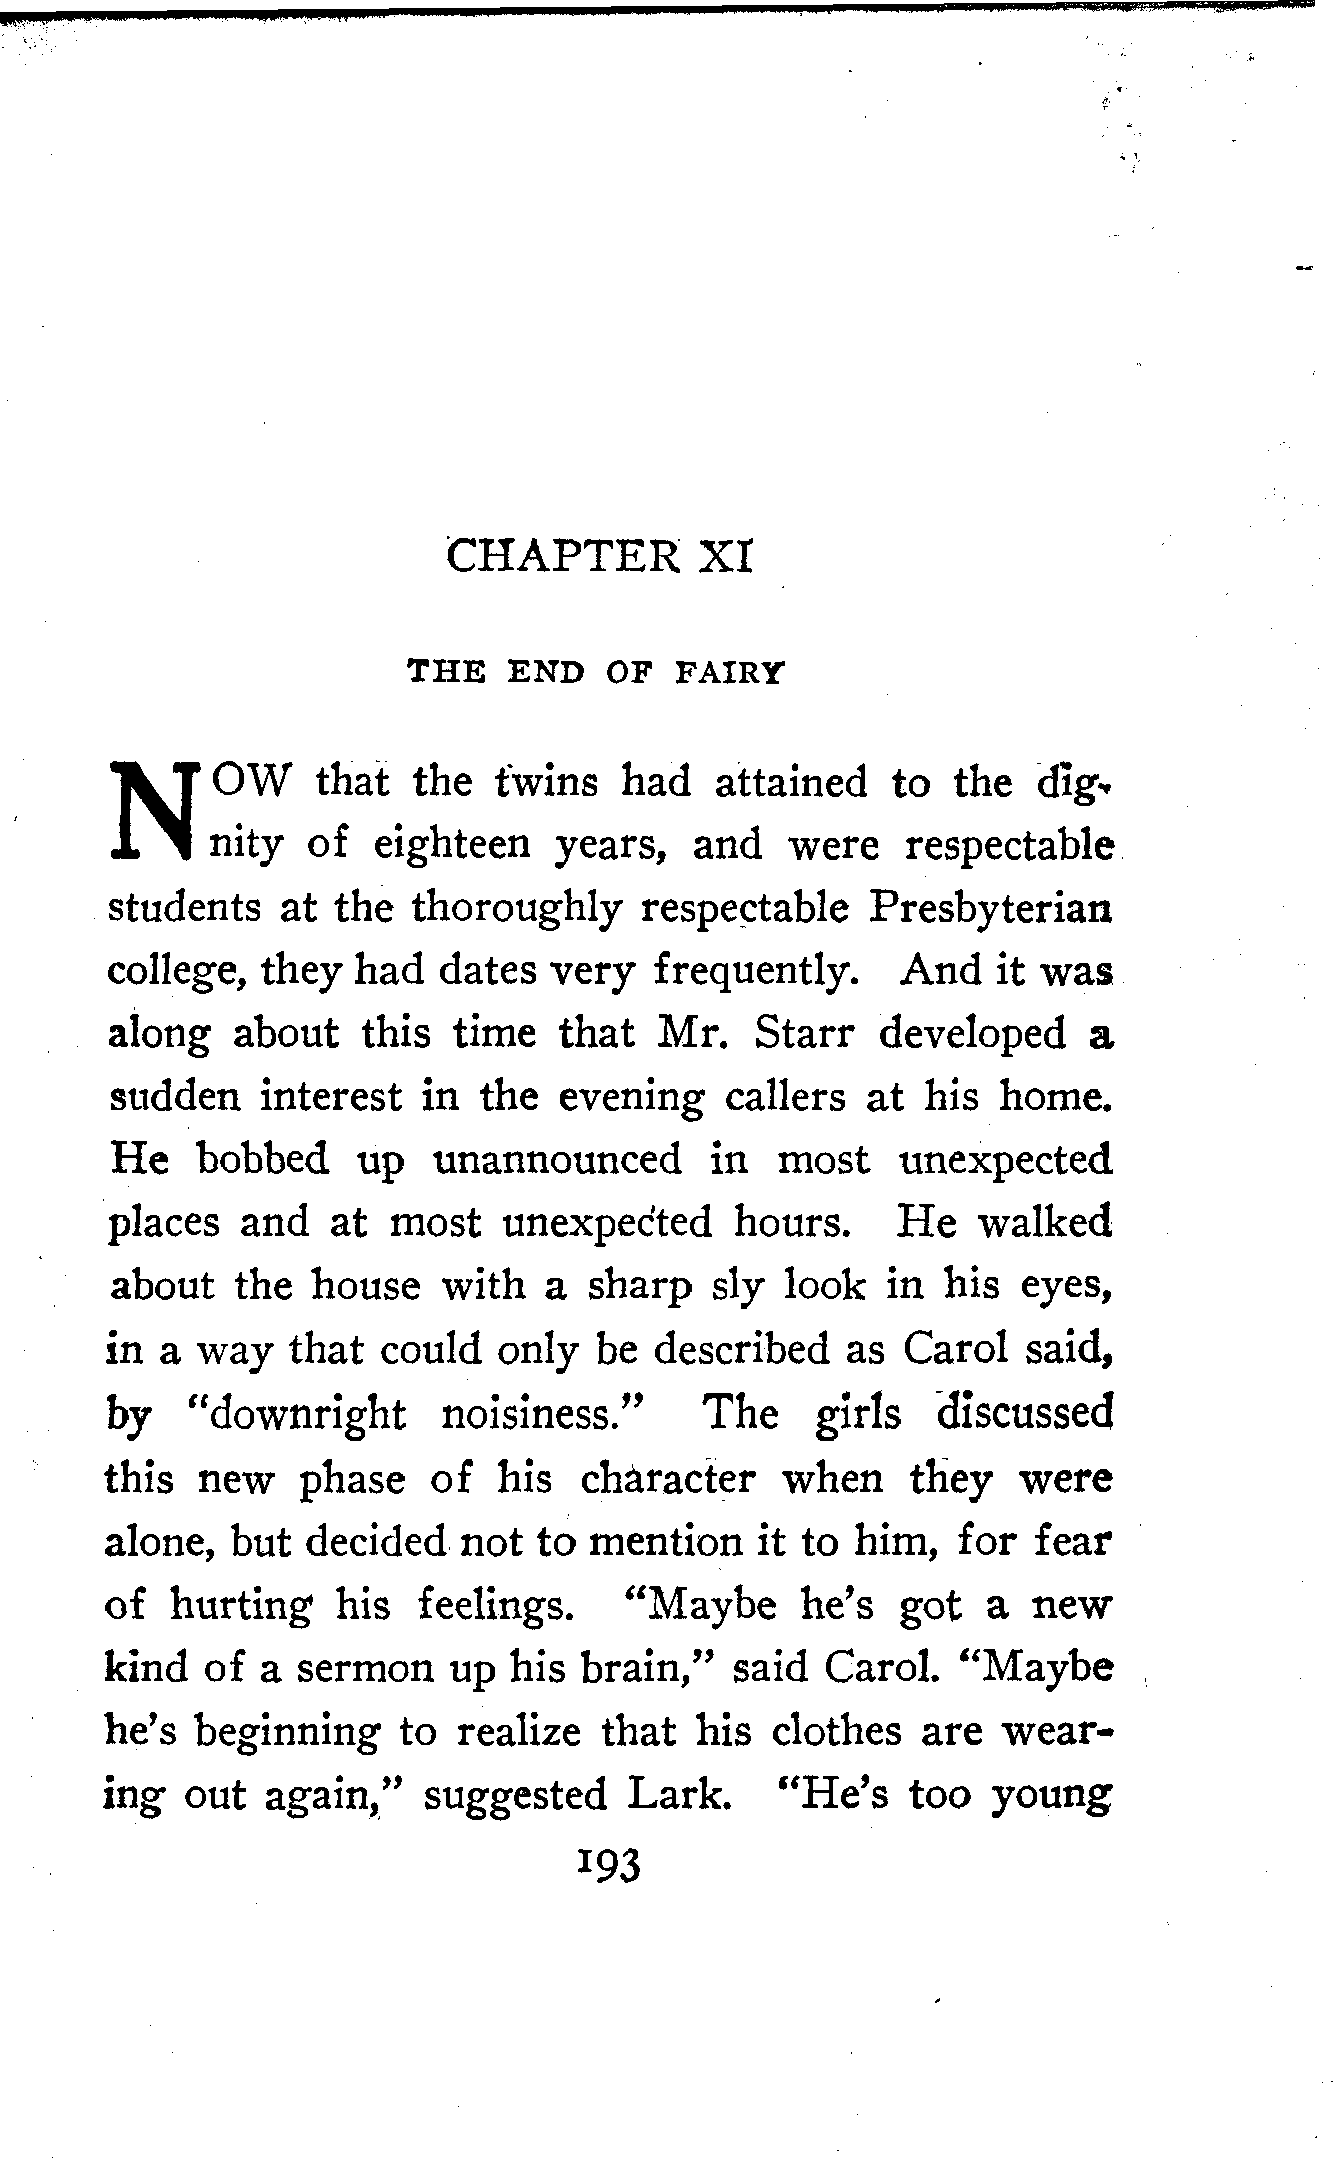 CHAPTER XI
THE END OF FAIRY
NOW that the twins had attained to the dig-
nity of eighteen years, and were respectable
students at the thoroughly respectable Presbyterian
college, they had dates very frequently. And it was
along about this time that Mr. Starr developed a
sudden interest in the evening callers at his home.
He bobbed up unannounced in most unexpected
places and at most unexpected hours. He walked
about the house with a sharp sly look in his eyes,
in a way that could only be described as Carol said,
by "downright noisiness." The girls discussed
this new phase of his character when they were
alone, but decided not to mention it to him, for fear
of hurting his feelings. "Maybe he's got a new
kind of a sermon up his brain," said Carol. "Maybe
he's beginning to realize that his clothes are wear-
ing out again," suggested Lark. "He's too young
193